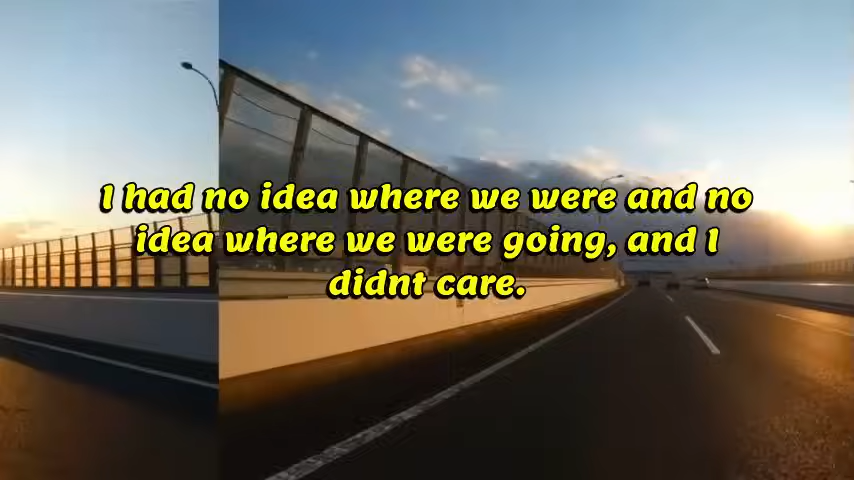 I had no idea where we were and no
idea where we were going, and I
didnt care.